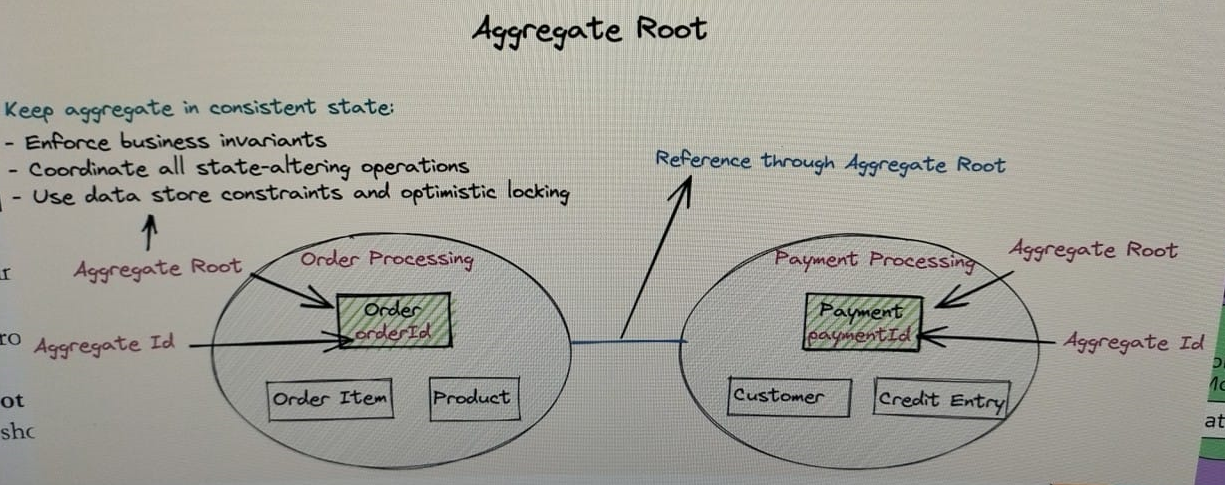 Aggregate Root
Keep aggregate in consistent state:
- Enforce business invariants
- Coordinate all state-altering operations
- Use data store constraints and optimistic locking
Reference through Aggregate Root
Aggregate Root
Order Processing
Payment Processing
Aggregate Root
Order
orderId
Payment
paymentId
Aggregate Id
Aggregate Id
Order Item
Product
Customer
Credit Entry
r
ro
ot
at